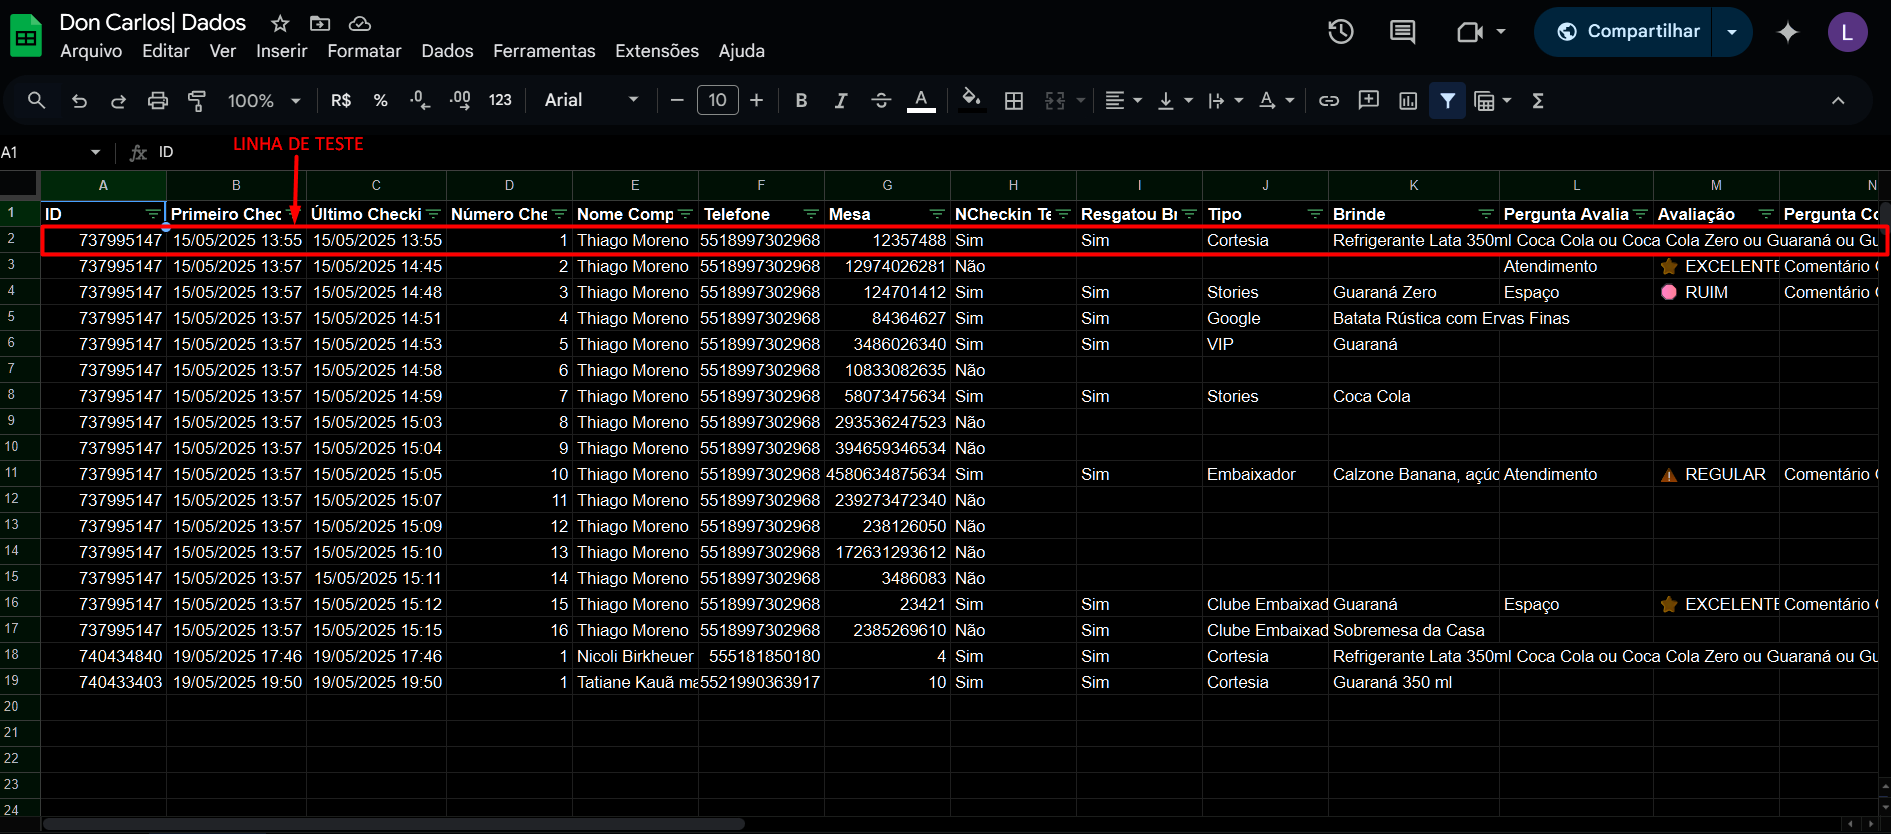 Don Carlos| Dados
Arquivo Editar Ver Inserir Formatar Dados Ferramentas Extensões Ajuda
Compartilhar
L
100% R$ % .0 .00 123 Arial 10 B I S A Σ
LINHA DE TESTE
A1 fx ID
A B C D E F G H I J K L M N
1 ID Primeiro Chec Último Checki Número Che Nome Comp Telefone Mesa NCheckin Te Resgatou Br Tipo Brinde Pergunta Avalia Avaliação Pergunta Co
2 737995147 15/05/2025 13:55 15/05/2025 13:55 1 Thiago Moreno 5518997302968 12357488 Sim Sim Cortesia Refrigerante Lata 350ml Coca Cola ou Coca Cola Zero ou Guaraná ou Gu
3 737995147 15/05/2025 13:57 15/05/2025 14:45 2 Thiago Moreno 5518997302968 12974026281 Não Atendimento EXCELENTE Comentário
4 737995147 15/05/2025 13:57 15/05/2025 14:48 3 Thiago Moreno 5518997302968 124701412 Sim Sim Stories Guaraná Zero Espaço RUIM Comentário
5 737995147 15/05/2025 13:57 15/05/2025 14:51 4 Thiago Moreno 5518997302968 84364627 Sim Sim Google Batata Rústica com Ervas Finas
6 737995147 15/05/2025 13:57 15/05/2025 14:53 5 Thiago Moreno 5518997302968 3486026340 Sim Sim VIP Guaraná
7 737995147 15/05/2025 13:57 15/05/2025 14:58 6 Thiago Moreno 5518997302968 10833082635 Não
8 737995147 15/05/2025 13:57 15/05/2025 14:59 7 Thiago Moreno 5518997302968 58073475634 Sim Sim Stories Coca Cola
9 737995147 15/05/2025 13:57 15/05/2025 15:03 8 Thiago Moreno 5518997302968 293536247523 Não
10 737995147 15/05/2025 13:57 15/05/2025 15:04 9 Thiago Moreno 5518997302968 394659346534 Não
11 737995147 15/05/2025 13:57 15/05/2025 15:05 10 Thiago Moreno 5518997302968 4580634875634 Sim Sim Embaixador Calzone Banana, açúc Atendimento REGULAR Comentário
12 737995147 15/05/2025 13:57 15/05/2025 15:07 11 Thiago Moreno 5518997302968 239273472340 Não
13 737995147 15/05/2025 13:57 15/05/2025 15:09 12 Thiago Moreno 5518997302968 238126050 Não
14 737995147 15/05/2025 13:57 15/05/2025 15:10 13 Thiago Moreno 5518997302968 172631293612 Não
15 737995147 15/05/2025 13:57 15/05/2025 15:11 14 Thiago Moreno 5518997302968 3486083 Não
16 737995147 15/05/2025 13:57 15/05/2025 15:12 15 Thiago Moreno 5518997302968 23421 Sim Sim Clube Embaixad Guaraná Espaço EXCELENTE Comentário
17 737995147 15/05/2025 13:57 15/05/2025 15:15 16 Thiago Moreno 5518997302968 2385269610 Não Sim Clube Embaixad Sobremesa da Casa
18 740434840 19/05/2025 17:46 19/05/2025 17:46 1 Nicoli Birkheuer 555181850180 4 Sim Sim Cortesia Refrigerante Lata 350ml Coca Cola ou Coca Cola Zero ou Guaraná ou Gu
19 740433403 19/05/2025 19:50 19/05/2025 19:50 1 Tatiane Kauã ma 5521990363917 10 Sim Sim Cortesia Guaraná 350 ml
20
21
22
23
24